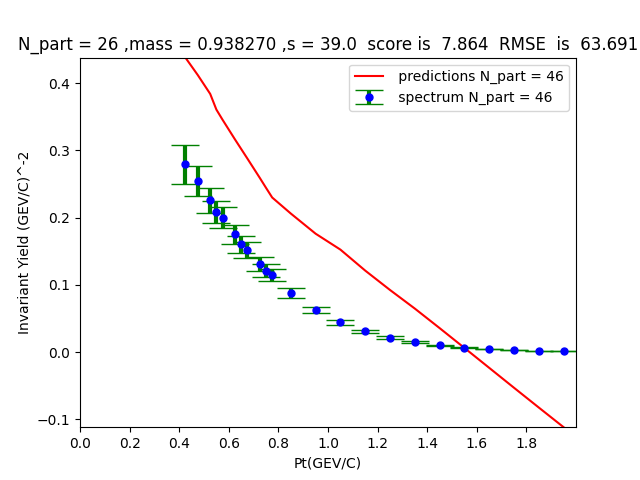 N_part = 26 ,mass = 0.938270 ,s = 39.0  score is  7.864  RMSE  is  63.691
predictions N_part = 46
spectrum N_part = 46
Invariant Yield (GEV/C)^-2
0.4
0.3
0.2
0.1
0.0
−0.1
0.0 0.2 0.4 0.6 0.8 1.0 1.2 1.4 1.6 1.8
Pt(GEV/C)